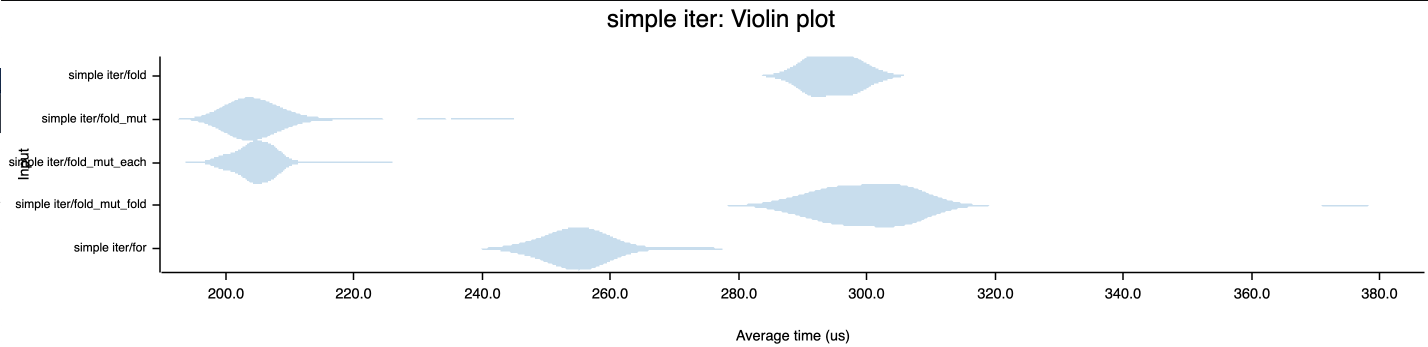 simple iter: Violin plot
simple iter/fold
simple iter/fold_mut
simple iter/fold_mut_each
simple iter/fold_mut_fold
simple iter/for
Input
200.0 220.0 240.0 260.0 280.0 300.0 320.0 340.0 360.0 380.0
Average time (us)